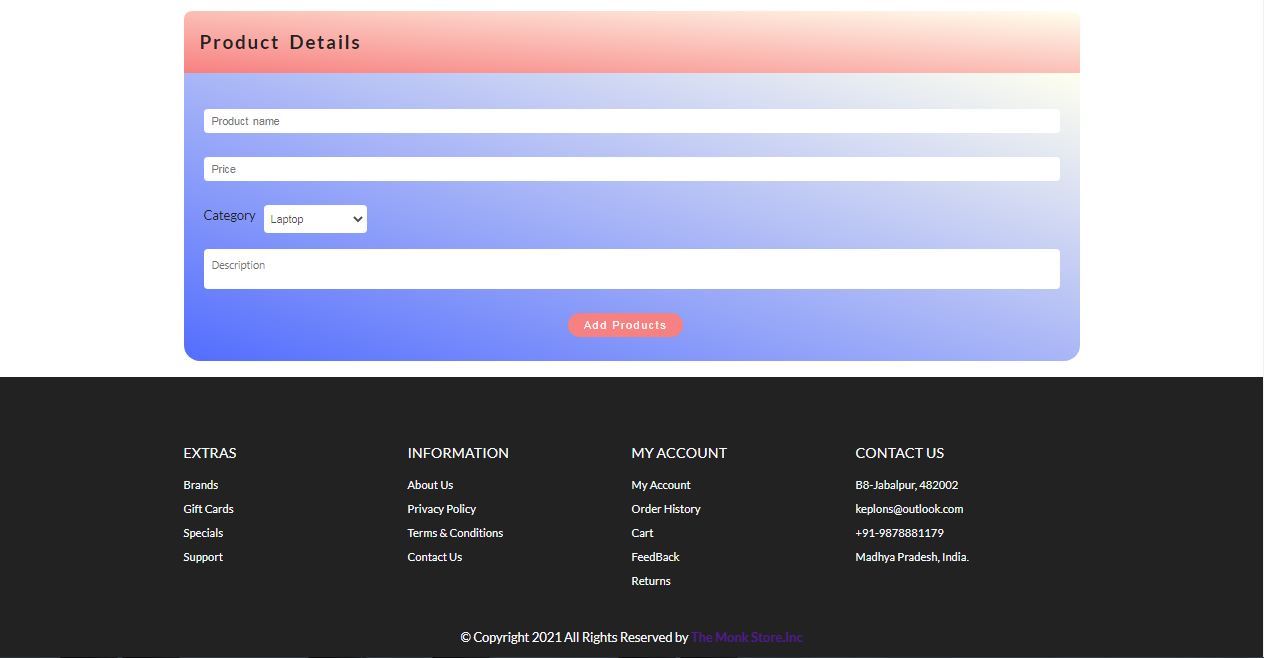 Product Details
Product name
Price
Category Laptop
Description
Add Products
EXTRAS
Brands
Gift Cards
Specials
Support
INFORMATION
About Us
Privacy Policy
Terms & Conditions
Contact Us
MY ACCOUNT
My Account
Order History
Cart
FeedBack
Returns
CONTACT US
B8-Jabalpur, 482002
keplons@outlook.com
+91-9878881179
Madhya Pradesh, India.
© Copyright 2021 All Rights Reserved by The Monk Store.Inc